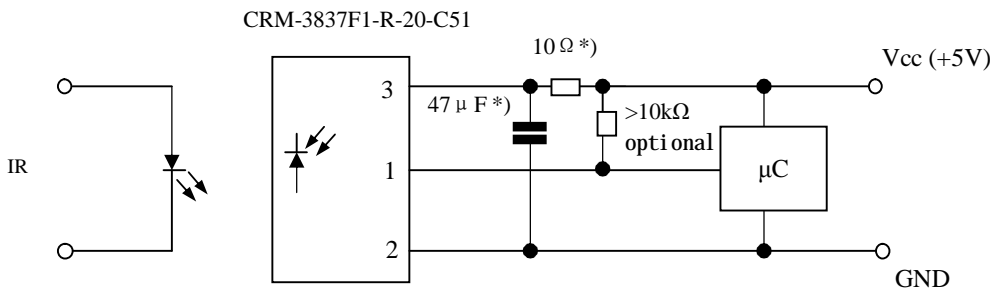 CRM-3837F1-R-20-C51
10Ω*)
Vcc (+5V)
3
47μF*)
>10kΩ
optional
IR
1
μC
2
GND